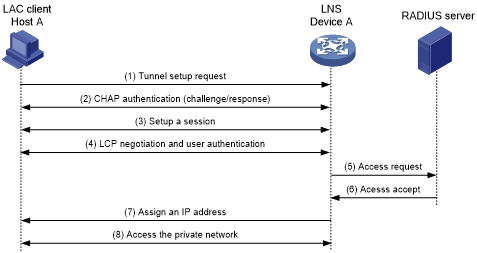 LAC client
Host A
LNS
Device A
RADIUS server
(1) Tunnel setup request
(2) CHAP authentication (challenge/response)
(3) Setup a session
(4) LCP negotiation and user authentication
(5) Access request
(6) Acesss accept
(7) Assign an IP address
(8) Access the private network